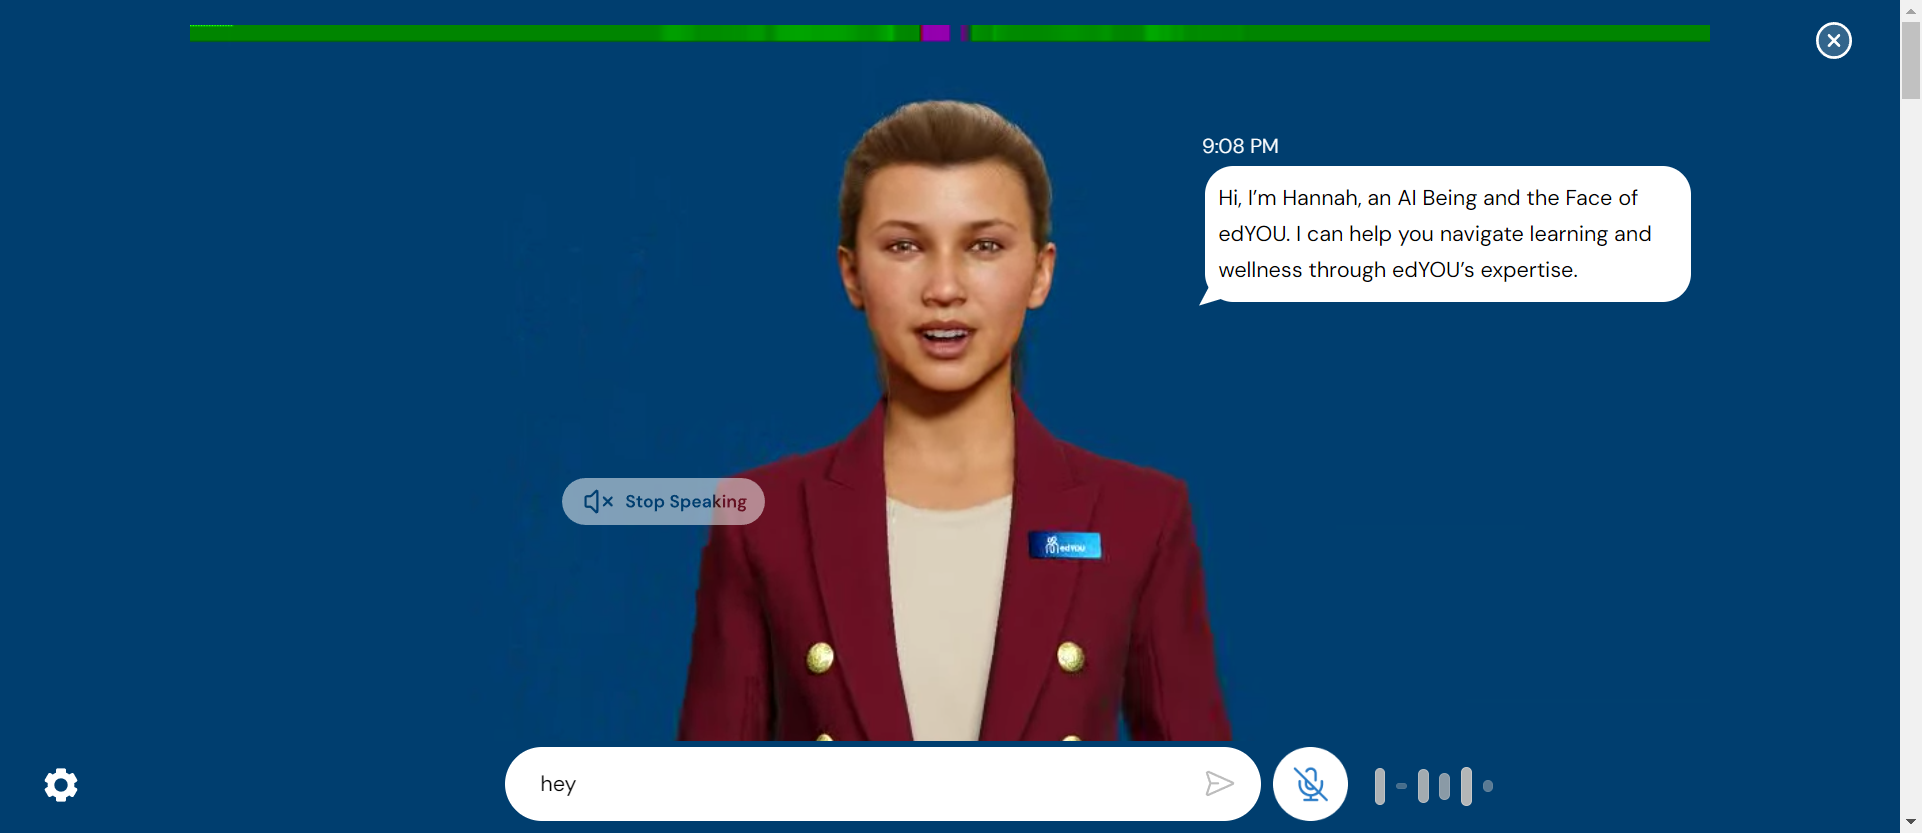 9:08 PM
Hi, I’m Hannah, an AI Being and the Face of
edYOU. I can help you navigate learning and
wellness through edYOU’s expertise.
Stop Speaking
edYOU
hey